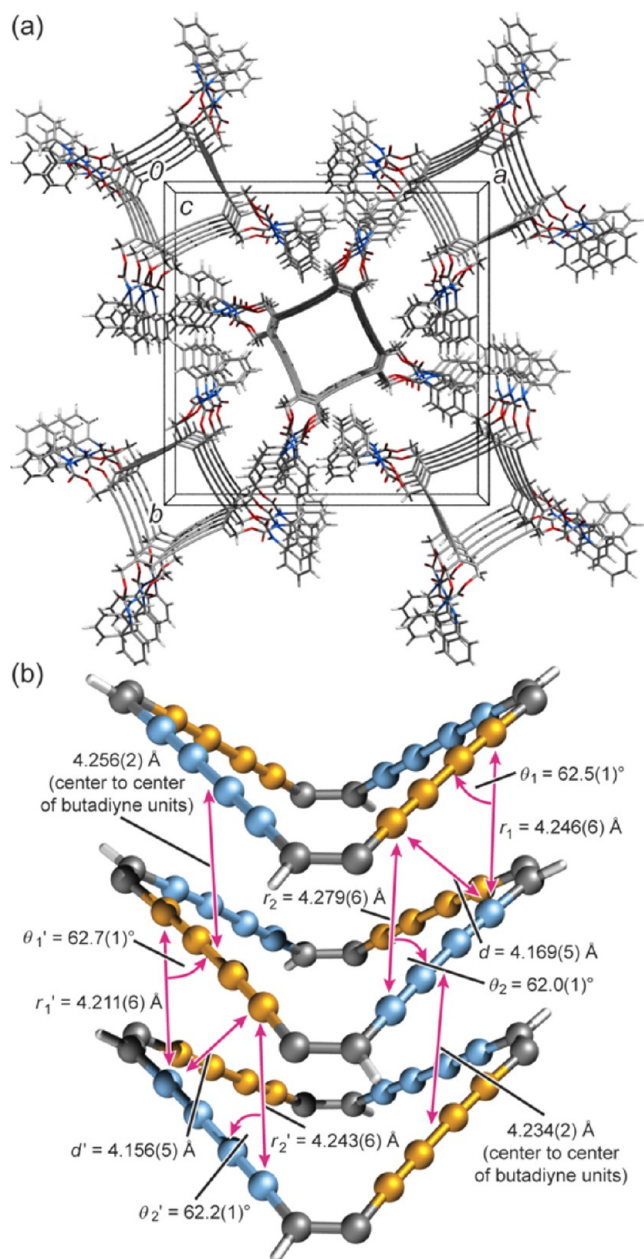 (a)
0
c
a
b
(b)
4.256(2) Å
(center to center
of butadiyne units)
θ1 = 62.5(1)°
r1 = 4.246(6) Å
r2 = 4.279(6) Å
θ1' = 62.7(1)°
d = 4.169(5) Å
θ2 = 62.0(1)°
r1' = 4.211(6) Å
d' = 4.156(5) Å
r2' = 4.243(6) Å
4.234(2) Å
(center to center
of butadiyne units)
θ2' = 62.2(1)°